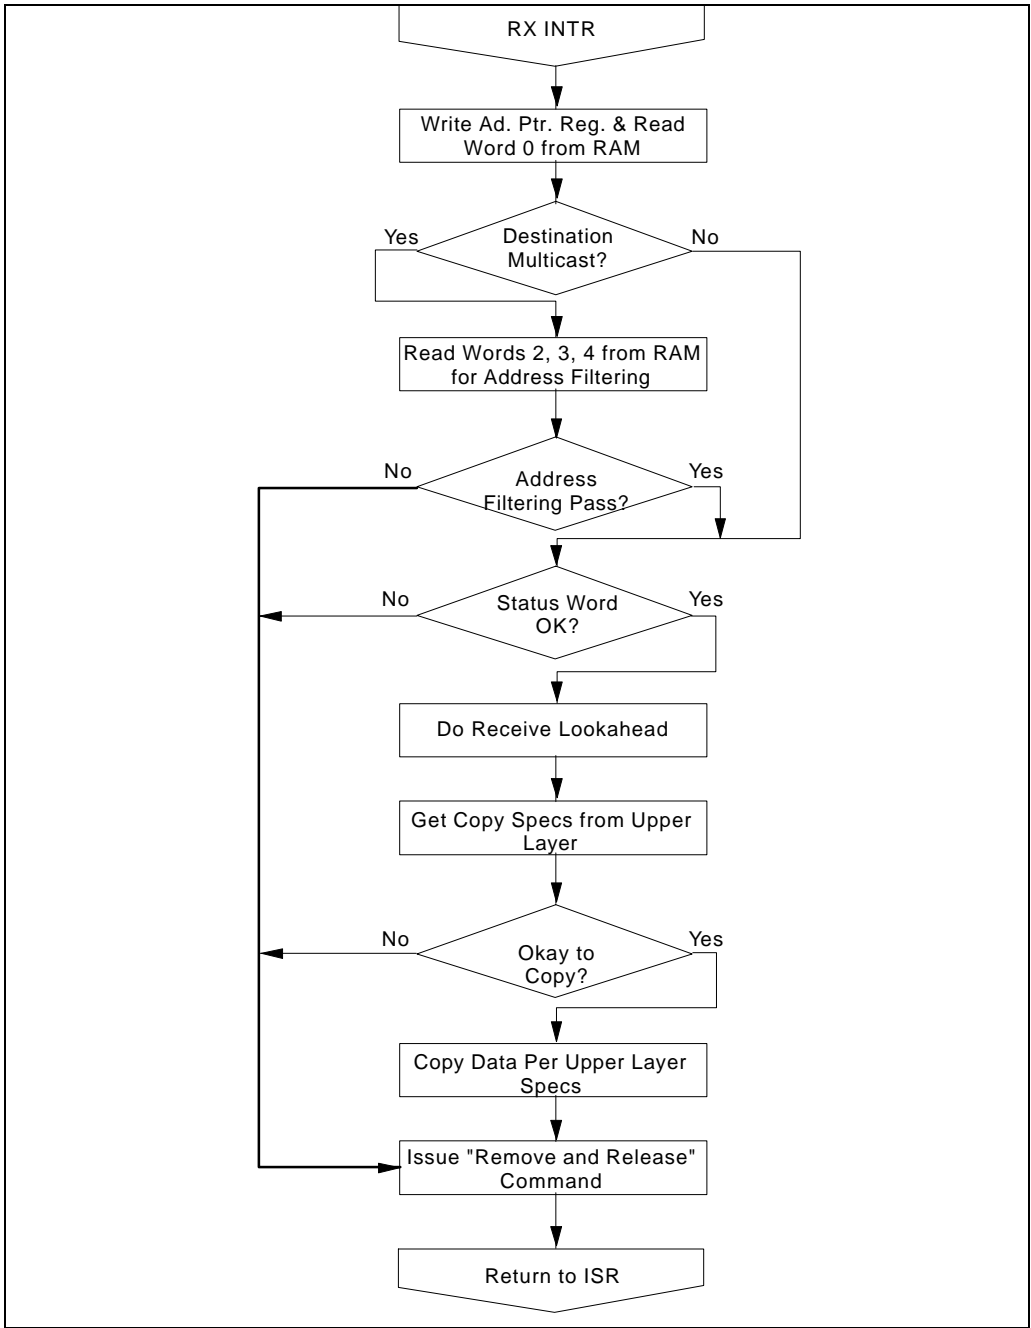 RX INTR
Write Ad. Ptr. Reg. & Read
Word 0 from RAM
Yes
Destination
Multicast?
No
Read Words 2, 3, 4 from RAM
for Address Filtering
No
Address
Filtering Pass?
Yes
No
Status Word
OK?
Yes
Do Receive Lookahead
Get Copy Specs from Upper
Layer
No
Okay to
Copy?
Yes
Copy Data Per Upper Layer
Specs
Issue "Remove and Release"
Command
Return to ISR